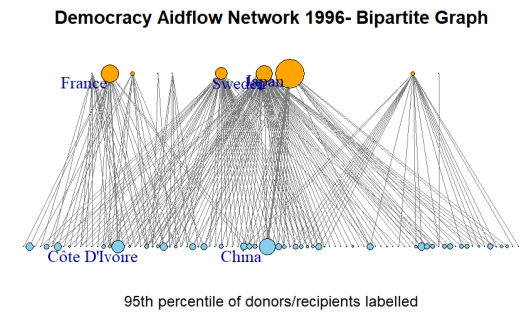 Democracy Aidflow Network 1996- Bipartite Graph
France Sweden Japan
Côte D'Ivoire China
95th percentile of donors/recipients labelled